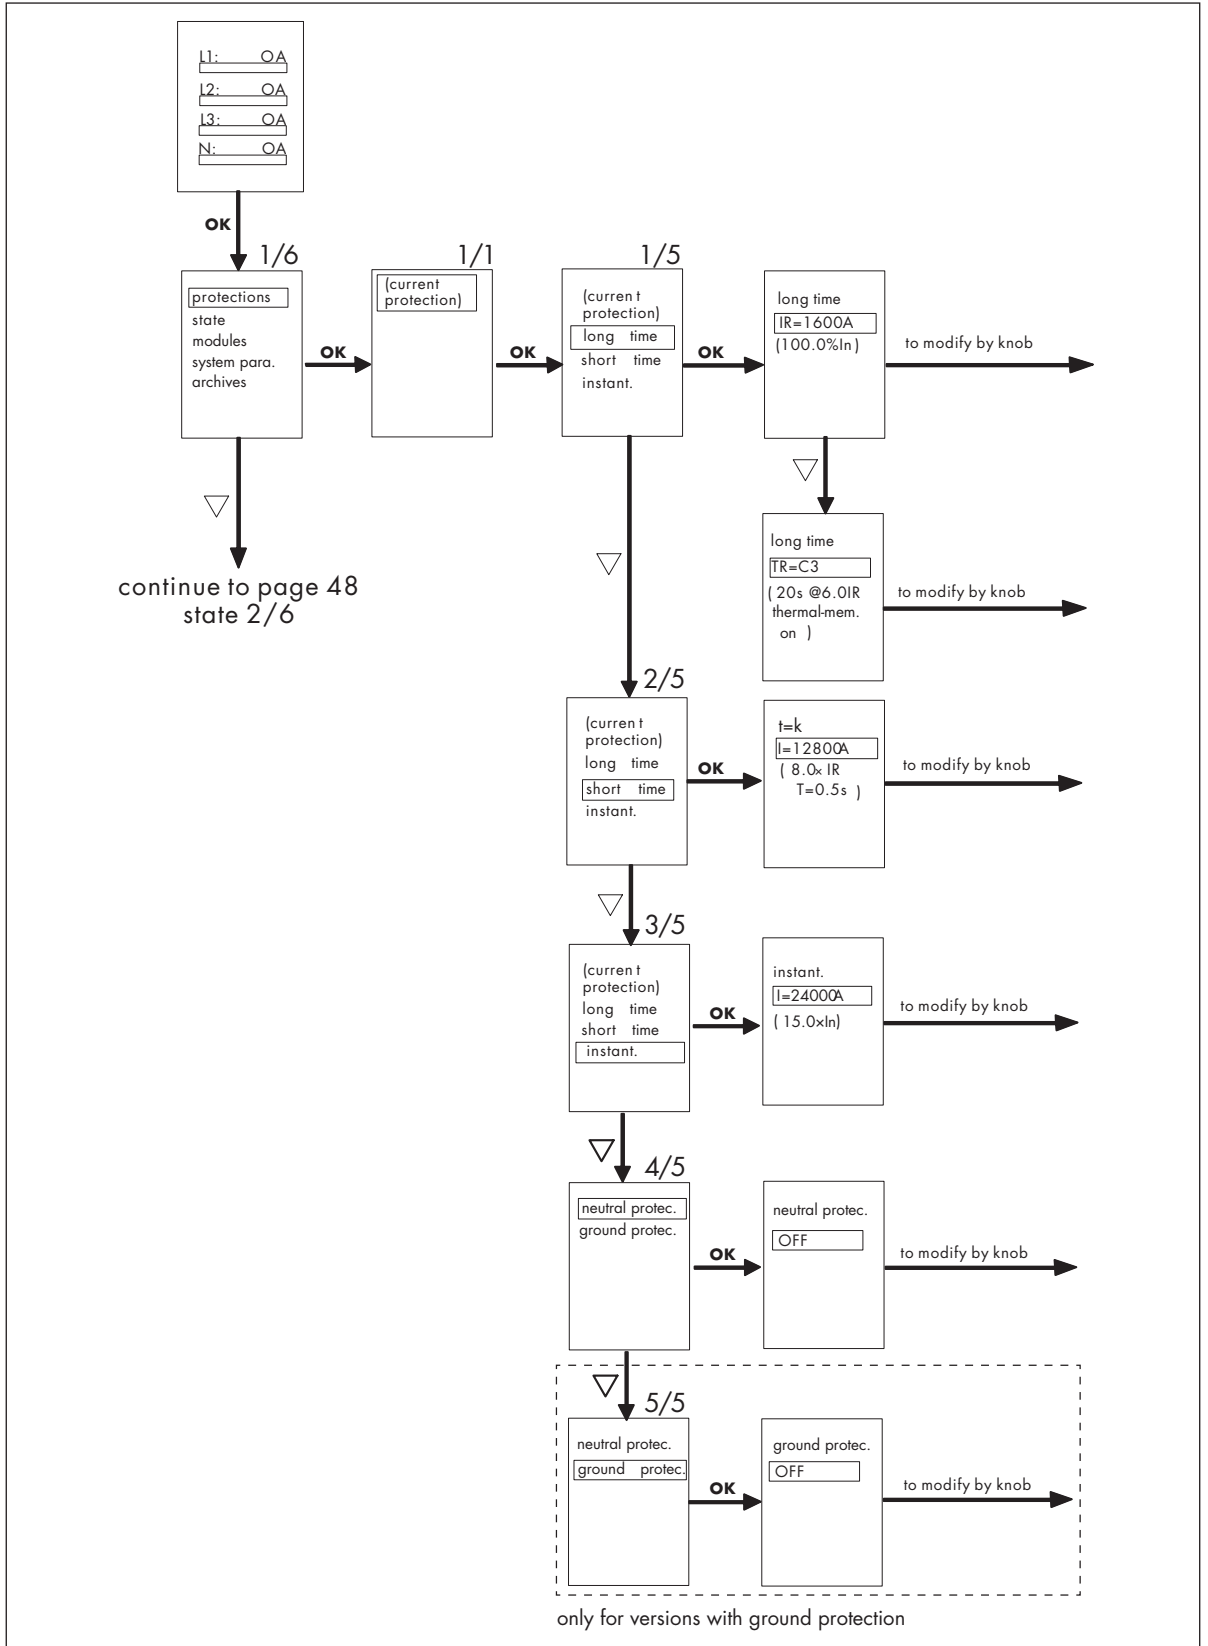 L1: OA
L2: OA
L3: OA
N: OA
OK
1/6
protections
state
modules
system para.
archives
OK
1/1
(current
protection)
OK
1/5
(curren t
protection)
long time
short time
instant.
OK
long time
IR=1600A
(100.0%In)
to modify by knob
continue to page 48
state 2/6
long time
TR=C3
( 20s @6.0IR
thermal-mem.
on )
to modify by knob
2/5
(curren t
protection)
long time
short time
instant.
OK
t=k
I=12800A
( 8.0x IR
T=0.5s )
to modify by knob
3/5
(curren t
protection)
long time
short time
instant.
OK
instant.
I=24000A
( 15.0×In)
to modify by knob
4/5
neutral protec.
ground protec.
OK
neutral protec.
OFF
to modify by knob
5/5
neutral protec.
ground protec.
OK
ground protec.
OFF
to modify by knob
only for versions with ground protection